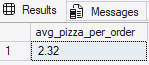 Results Messages
avg_pizza_per_order
1 2.32